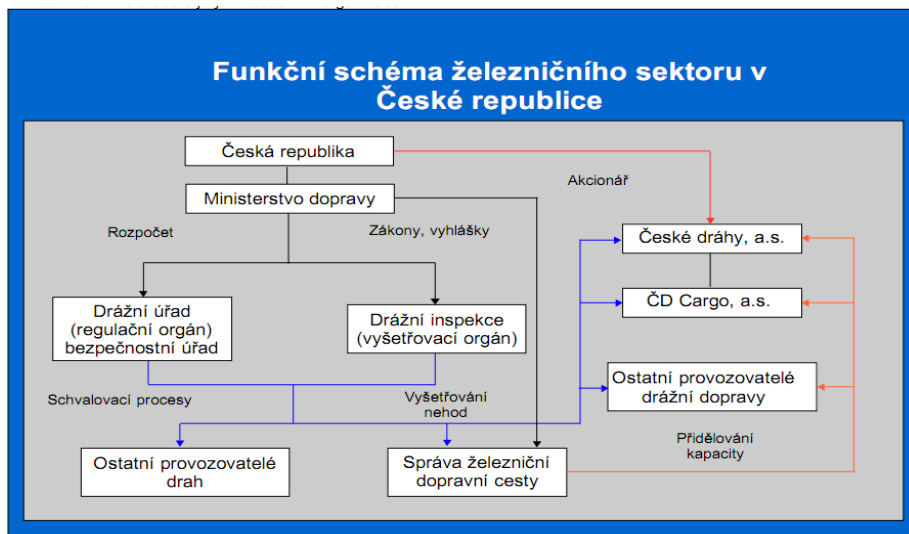 Funkční schéma železničního sektoru v
České republice
Česká republika
Akcionář
Ministerstvo dopravy
Rozpočet
Zákony, vyhlášky
České dráhy, a.s.
ČD Cargo, a.s.
Drážní úřad
(regulační orgán)
bezpečnostní úřad
Drážní inspekce
(vyšetřovací orgán)
Ostatní provozovatelé
drážní dopravy
Schvalovací procesy
Vyšetřování
nehod
Přidělování
kapacity
Ostatní provozovatelé
drah
Správa železniční
dopravní cesty